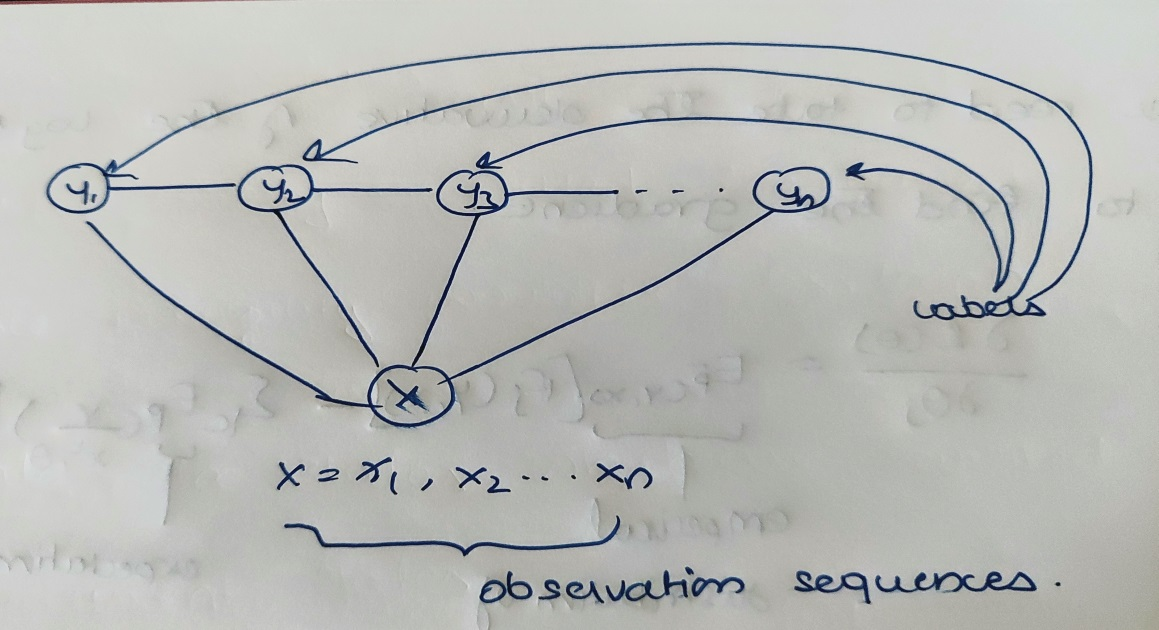 y₁ y₂ y₃ - - - . yₙ
labels
X
X = x₁, x₂ ... xₙ
observation sequences.